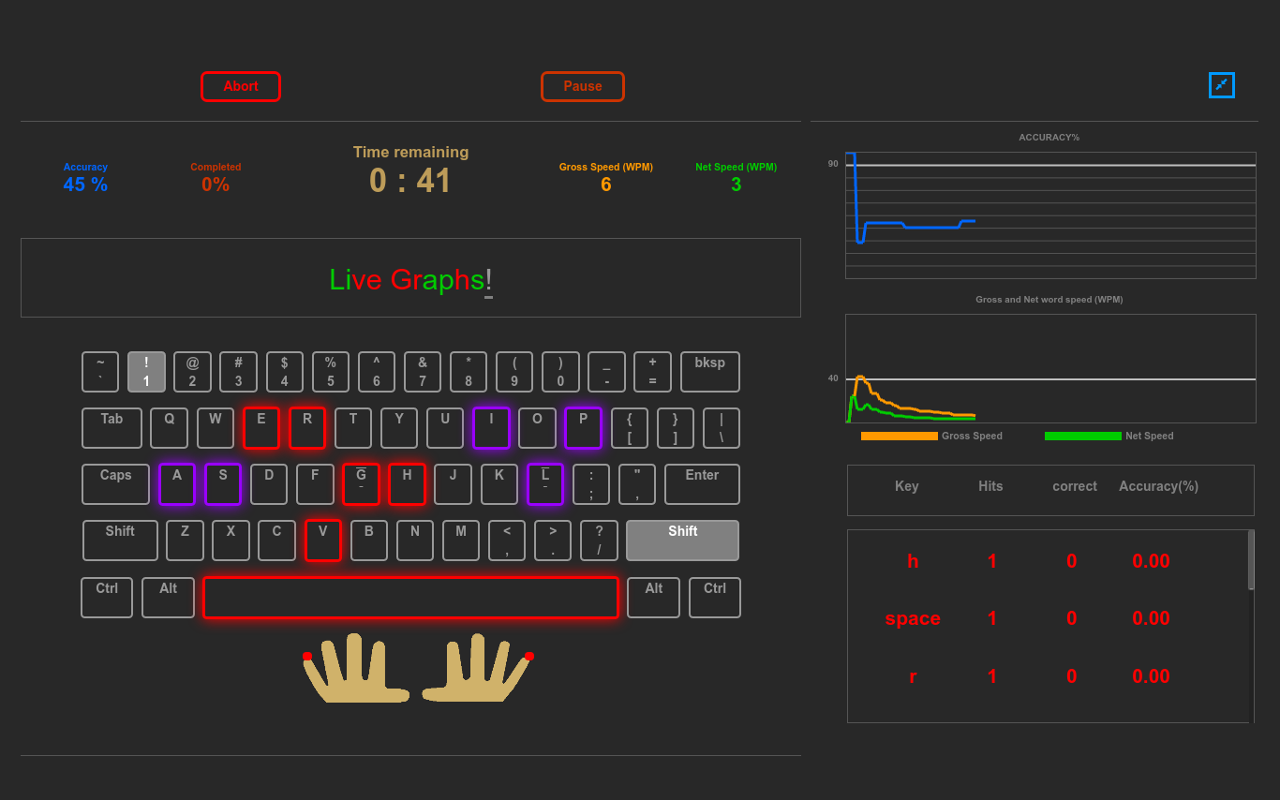 Abort
Pause
Accuracy
45 %
Completed
0%
Time remaining
0 : 41
Gross Speed (WPM)
6
Net Speed (WPM)
3
Live Graphs!
~ ! @ # $ % ^ & * ( ) _ + bksp
` 1 2 3 4 5 6 7 8 9 0 - =
Tab Q W E R T Y U I O P { } |
[ ] \
Caps A S D F G H J K L : " Enter
; ,
Shift Z X C V B N M < > ? Shift
, . /
Ctrl Alt Alt Ctrl
ACCURACY%
90
Gross and Net word speed (WPM)
40
Gross Speed Net Speed
Key Hits correct Accuracy(%)
h 1 0 0.00
space 1 0 0.00
r 1 0 0.00